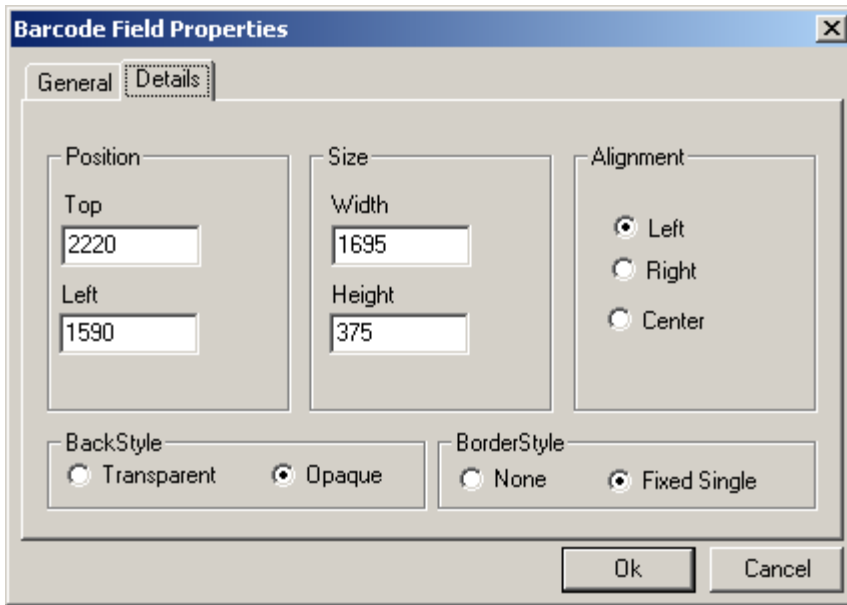 Barcode Field Properties
General Details
Position
Top
2220
Left
1590
Size
Width
1695
Height
375
Alignment
Left
Right
Center
BackStyle
Transparent Opaque
BorderStyle
None Fixed Single
Ok Cancel